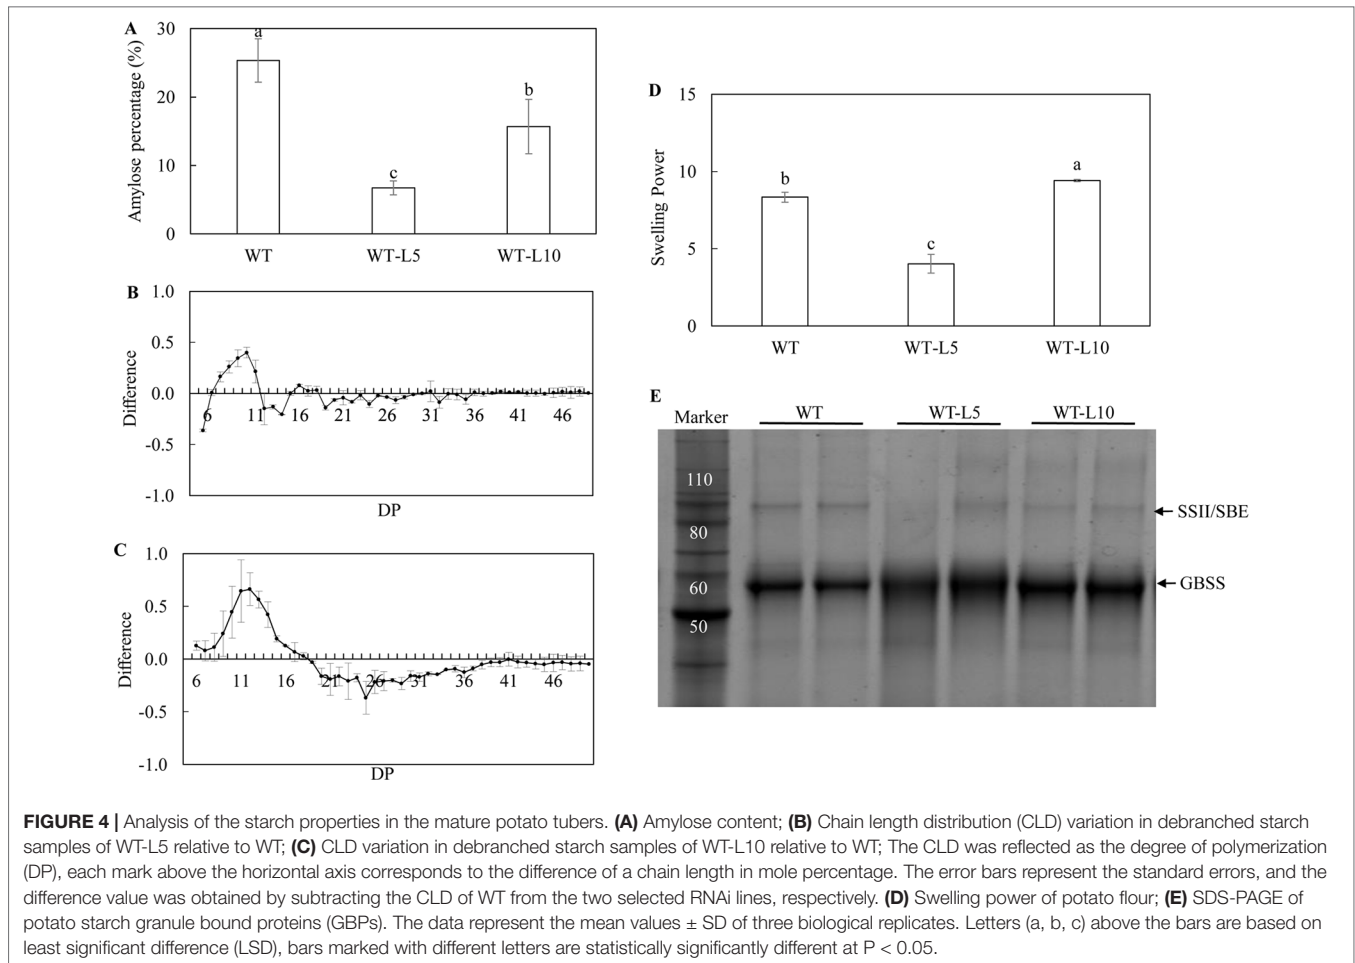 A
30
20
10
0
Amylose percentage (%)
a
c
b
WT
WT-L5
WT-L10
B
1.0
0.5
0.0
-0.5
-1.0
Difference
6
11
16
21
26
31
36
41
46
DP
C
1.0
0.5
0.0
-0.5
-1.0
Difference
6
11
16
21
26
31
36
41
46
DP
D
15
10
5
0
Swelling Power
b
c
a
WT
WT-L5
WT-L10
E
Marker
WT
WT-L5
WT-L10
110
80
60
50
SSII/SBE
GBSS
FIGURE 4 | Analysis of the starch properties in the mature potato tubers. (A) Amylose content; (B) Chain length distribution (CLD) variation in debranched starch
samples of WT-L5 relative to WT; (C) CLD variation in debranched starch samples of WT-L10 relative to WT; The CLD was reflected as the degree of polymerization
(DP), each mark above the horizontal axis corresponds to the difference of a chain length in mole percentage. The error bars represent the standard errors, and the
difference value was obtained by subtracting the CLD of WT from the two selected RNAi lines, respectively. (D) Swelling power of potato flour; (E) SDS-PAGE of
potato starch granule bound proteins (GBPs). The data represent the mean values ± SD of three biological replicates. Letters (a, b, c) above the bars are based on
least significant difference (LSD), bars marked with different letters are statistically significantly different at P < 0.05.